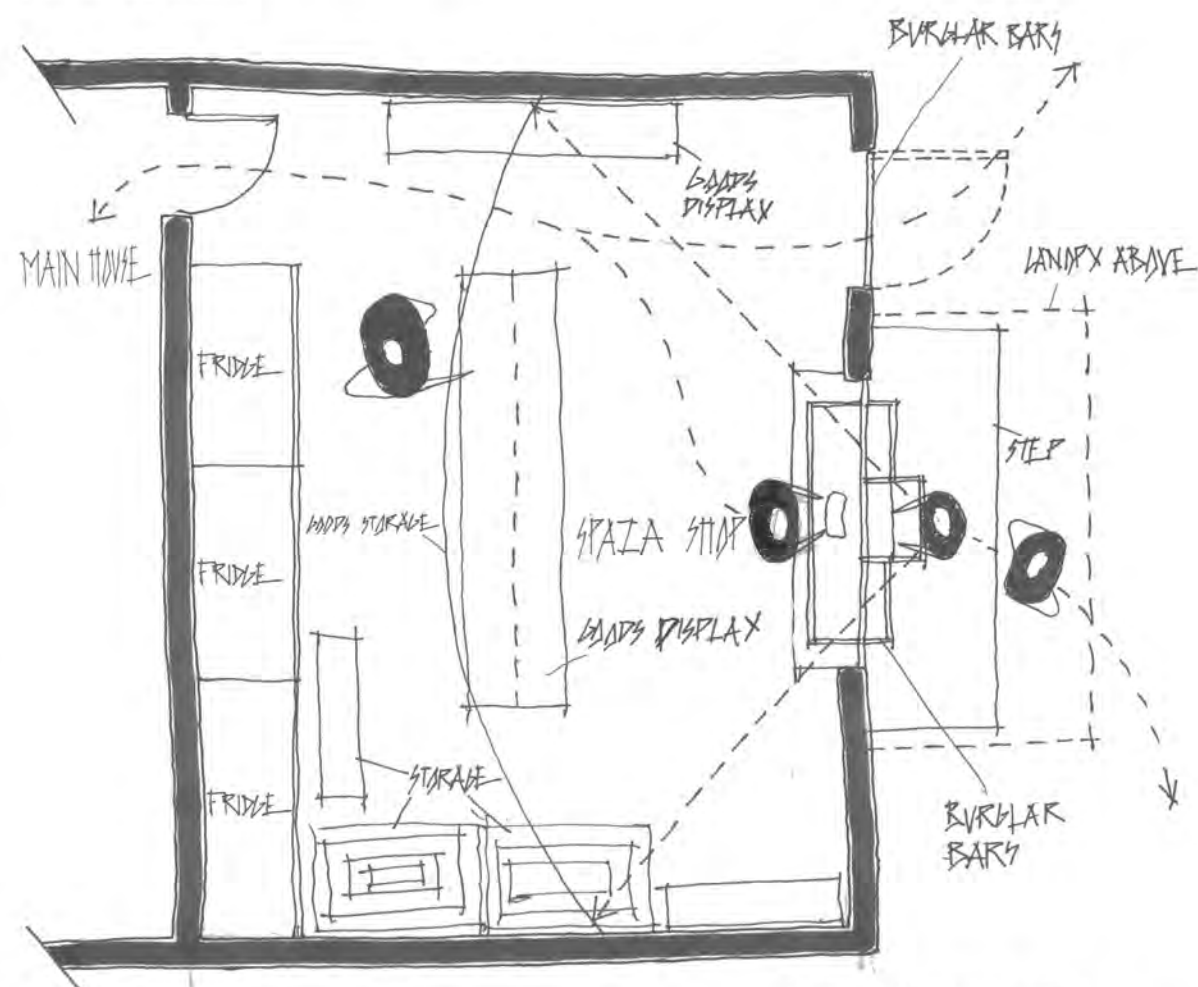 BURGLAR BARS
GOODS
DISPLAY
MAIN HOUSE
CANOPY ABOVE
FRIDGE
STEP
GOODS STORAGE
SPAZA SHOP
FRIDGE
GOODS DISPLAY
STORAGE
FRIDGE
BURGLAR
BARS